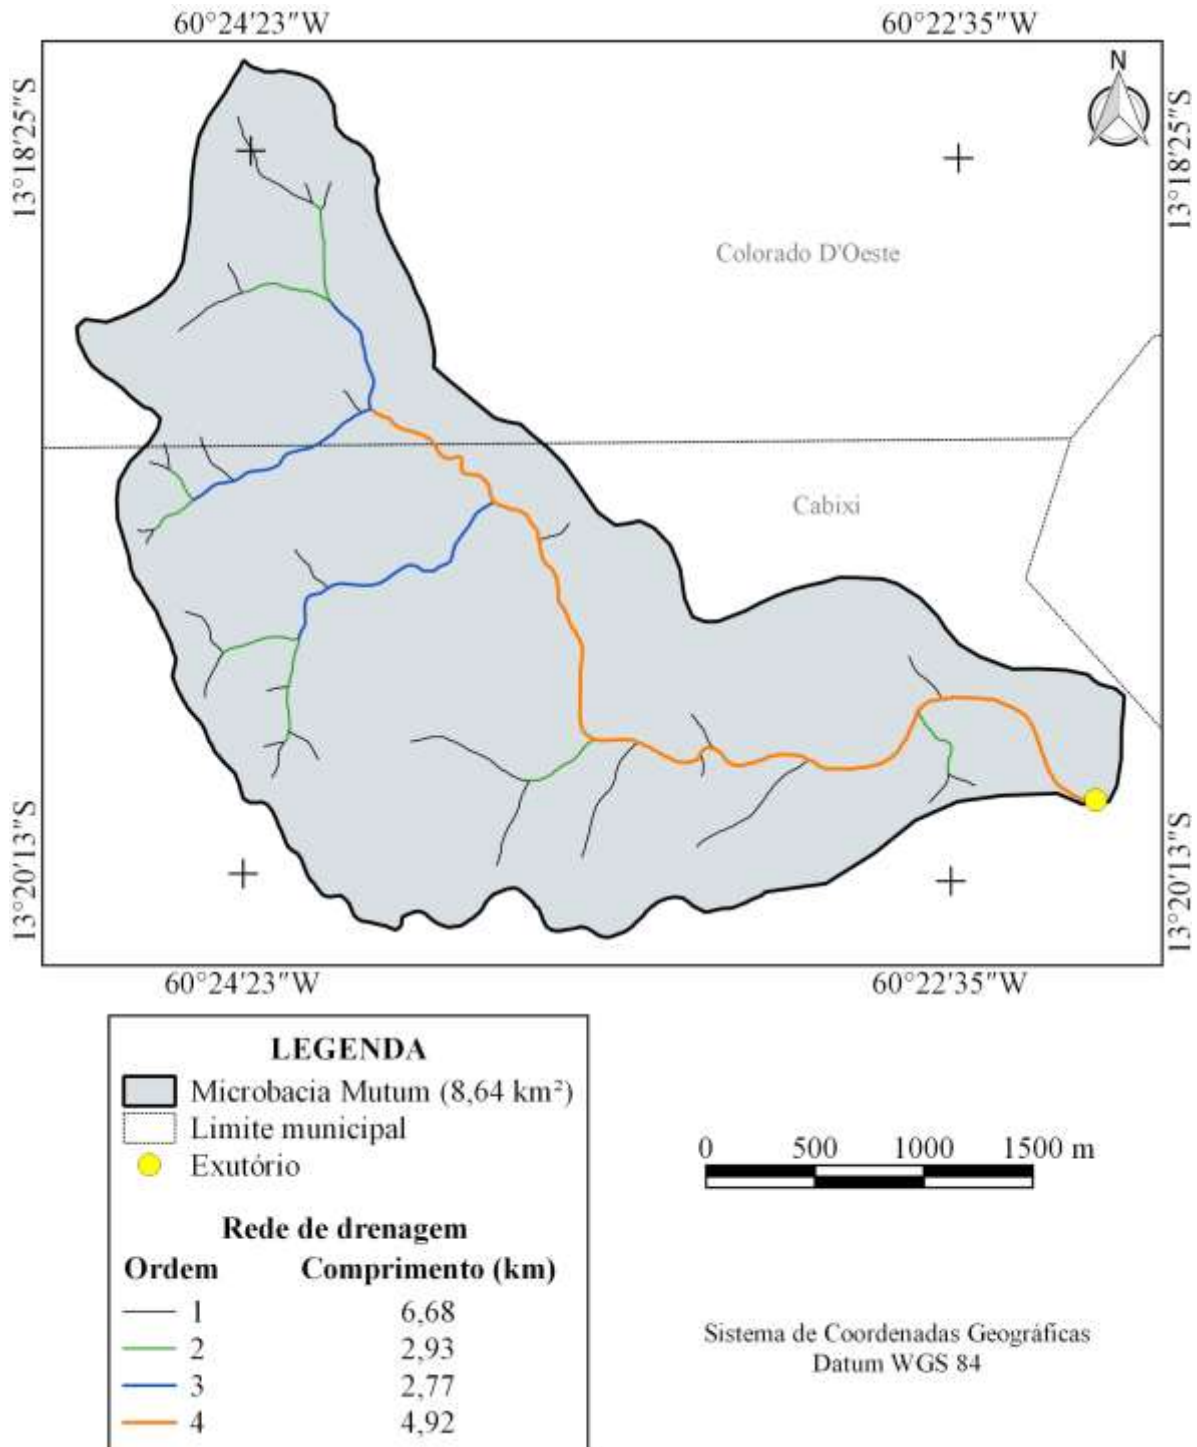 60°24'23"W 60°22'35"W
N
13°18'25"S 13°18'25"S
Colorado D'Oeste
Cabixi
13°20'13"S 13°20'13"S
60°24'23"W 60°22'35"W
LEGENDA
Microbacia Mutum (8,64 km²)
Limite municipal
Exutório
0 500 1000 1500 m
Rede de drenagem
Ordem Comprimento (km)
1 6,68
2 2,93
3 2,77
4 4,92
Sistema de Coordenadas Geográficas
Datum WGS 84